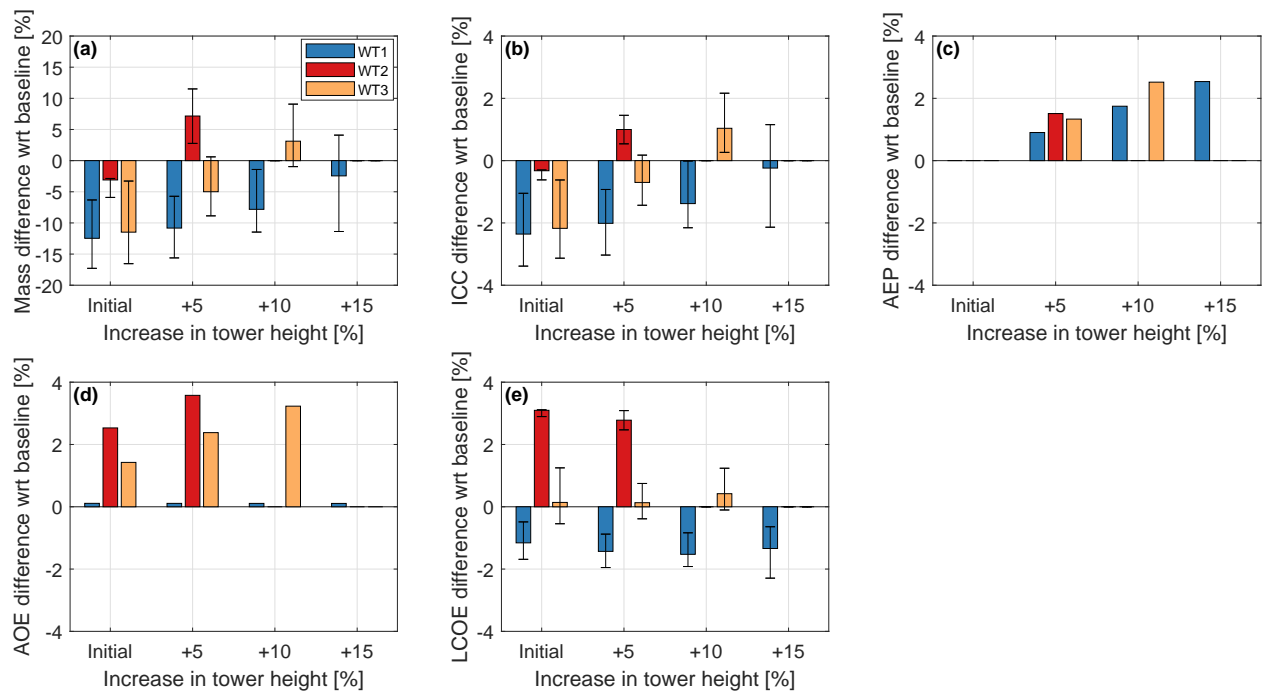 (a)
Mass difference wrt baseline [%]
20
15
10
5
0
-5
-10
-15
-20
WT1
WT2
WT3
Initial +5 +10 +15
Increase in tower height [%]
(b)
ICC difference wrt baseline [%]
4
2
0
-2
-4
Initial +5 +10 +15
Increase in tower height [%]
(c)
AEP difference wrt baseline [%]
4
2
0
-2
-4
Initial +5 +10 +15
Increase in tower height [%]
(d)
AOE difference wrt baseline [%]
4
2
0
-2
-4
Initial +5 +10 +15
Increase in tower height [%]
(e)
LCOE difference wrt baseline [%]
4
2
0
-2
-4
Initial +5 +10 +15
Increase in tower height [%]